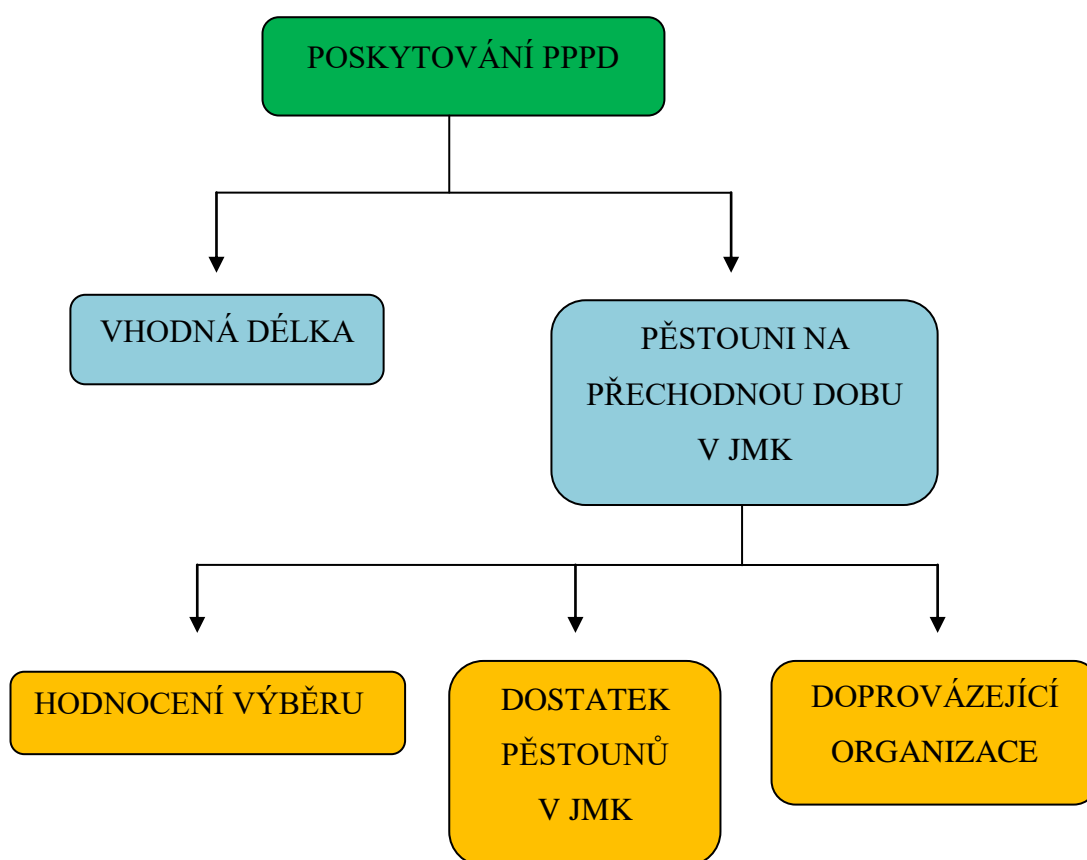 POSKYTOVÁNÍ PPPD
VHODNÁ DÉLKA
PĚSTOUNI NA
PŘECHODNOU DOBU
V JMK
HODNOCENÍ VÝBĚRU
DOSTATEK
PĚSTOUNŮ
V JMK
DOPROVÁZEJÍCÍ
ORGANIZACE